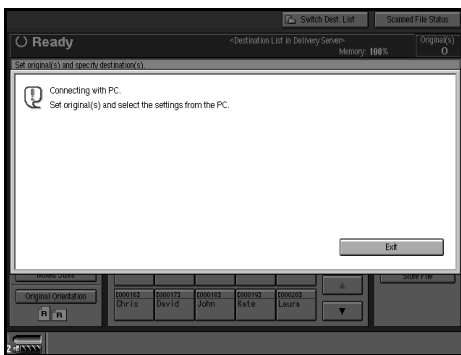 Switch Dest. List
Scanned File Status
Ready
<Destination List in Delivery Server>
Memory: 100%
Original(s)
0
Set original(s) and specify destination(s).
Connecting with PC.
Set original(s) and select the settings from the PC.
Exit
Mixed Sizes
Store File
Original Orientation
[00016] [00017] [00018] [00019] [00020]
Chris David John Kate Laura
R R